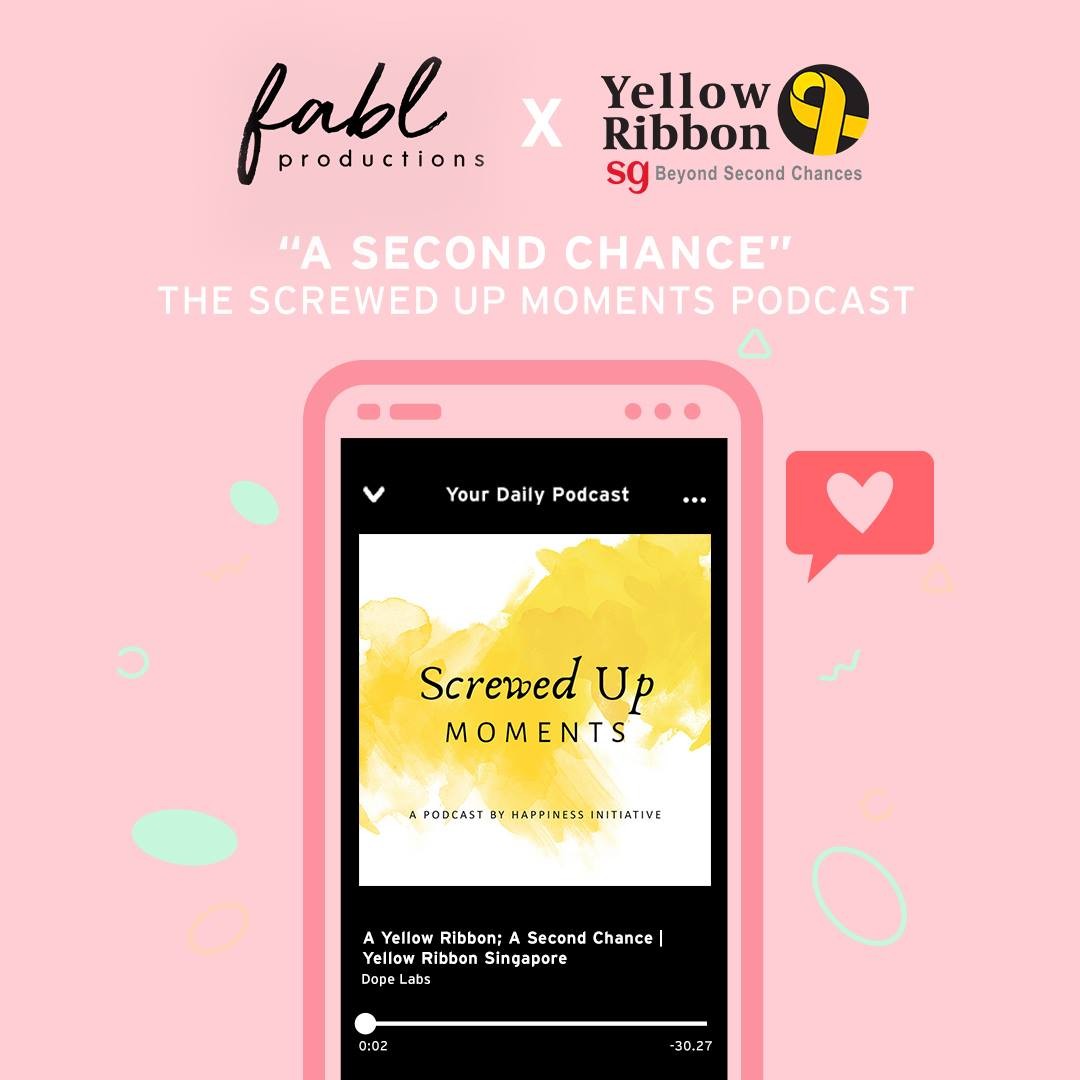 fabl
productions
X
Yellow
Ribbon
sg Beyond Second Chances
“A SECOND CHANCE”
THE SCREWED UP MOMENTS PODCAST
Your Daily Podcast
Screwed Up
MOMENTS
A PODCAST BY HAPPINESS INITIATIVE
A Yellow Ribbon; A Second Chance |
Yellow Ribbon Singapore
Dope Labs
0:02
-30.27